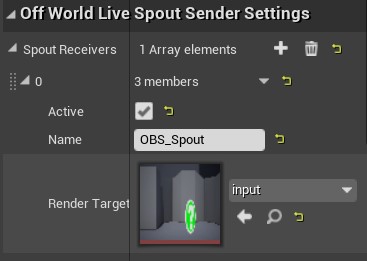 Off World Live Spout Sender Settings
Spout Receivers 1 Array elements
0 3 members
Active
Name OBS_Spout
Render Target input